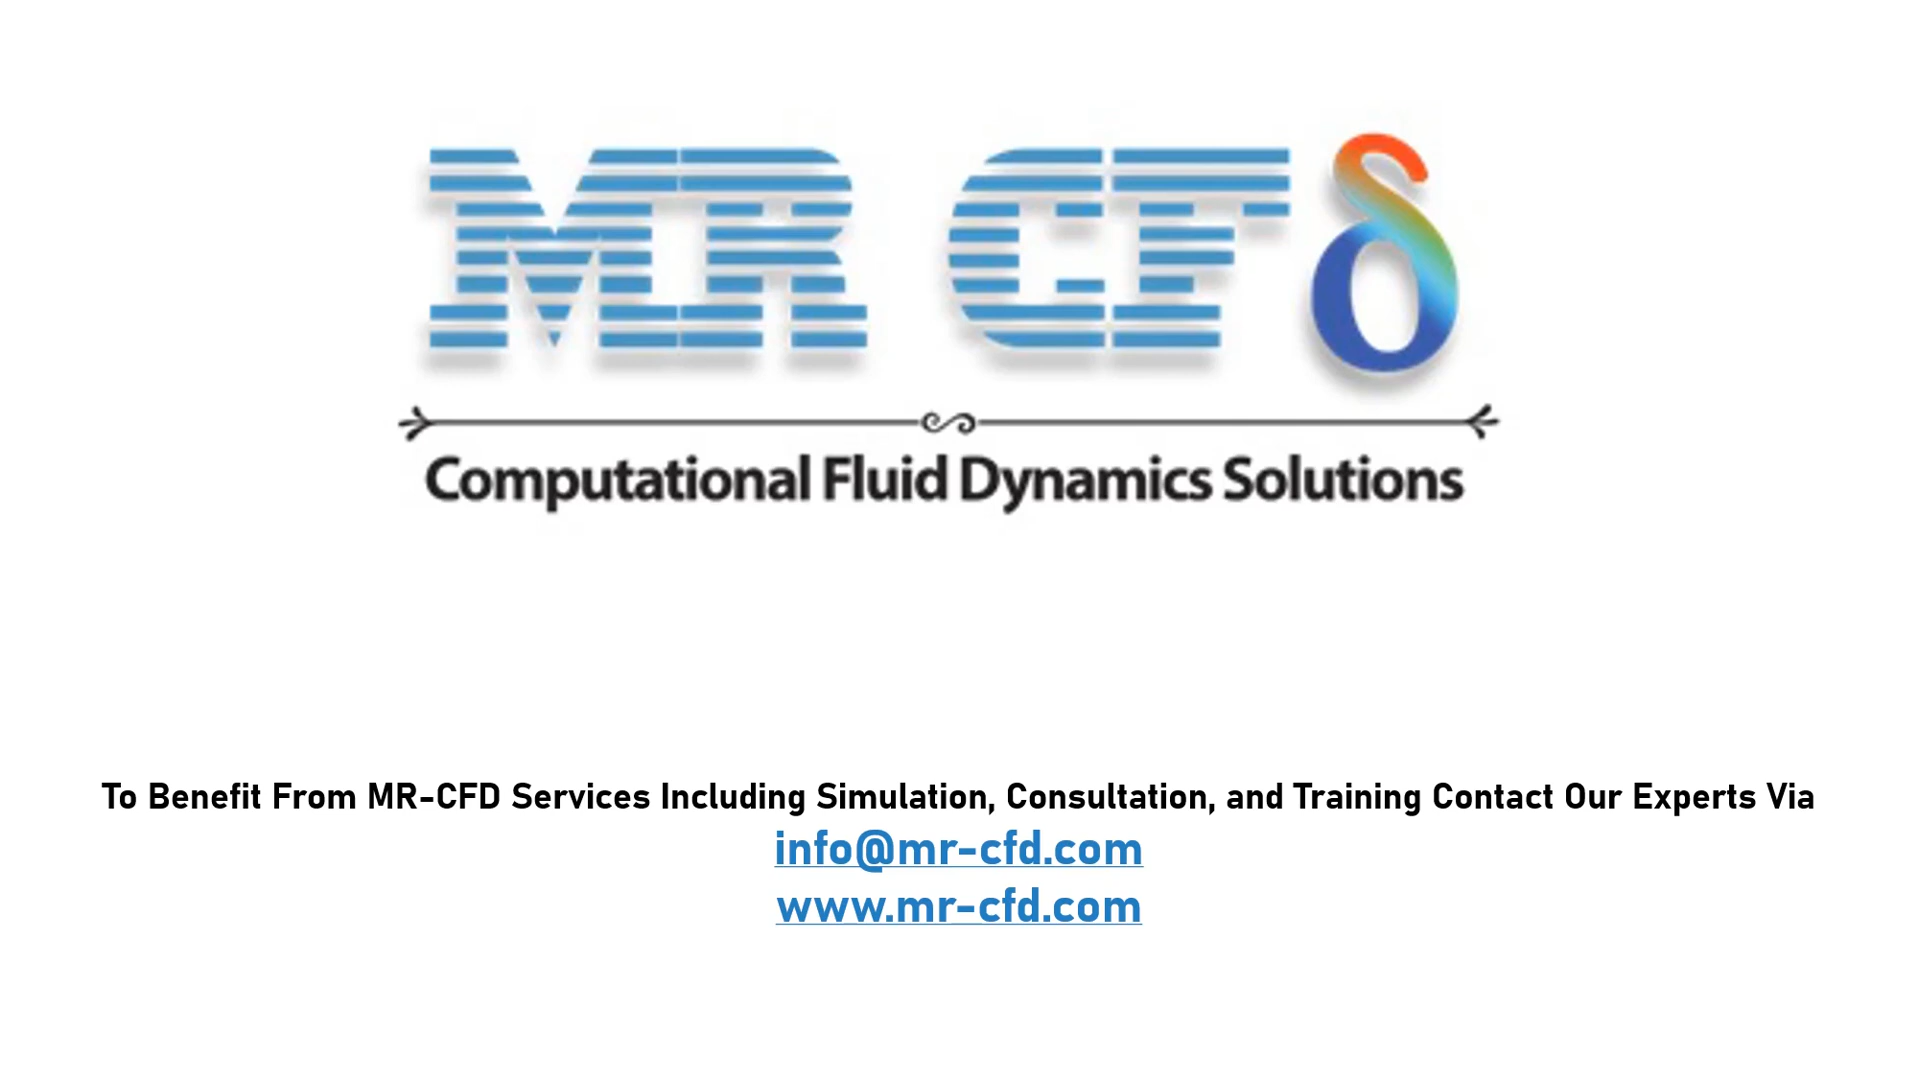 MR CFδ
Computational Fluid Dynamics Solutions
To Benefit From MR-CFD Services Including Simulation, Consultation, and Training Contact Our Experts Via
info@mr-cfd.com
www.mr-cfd.com